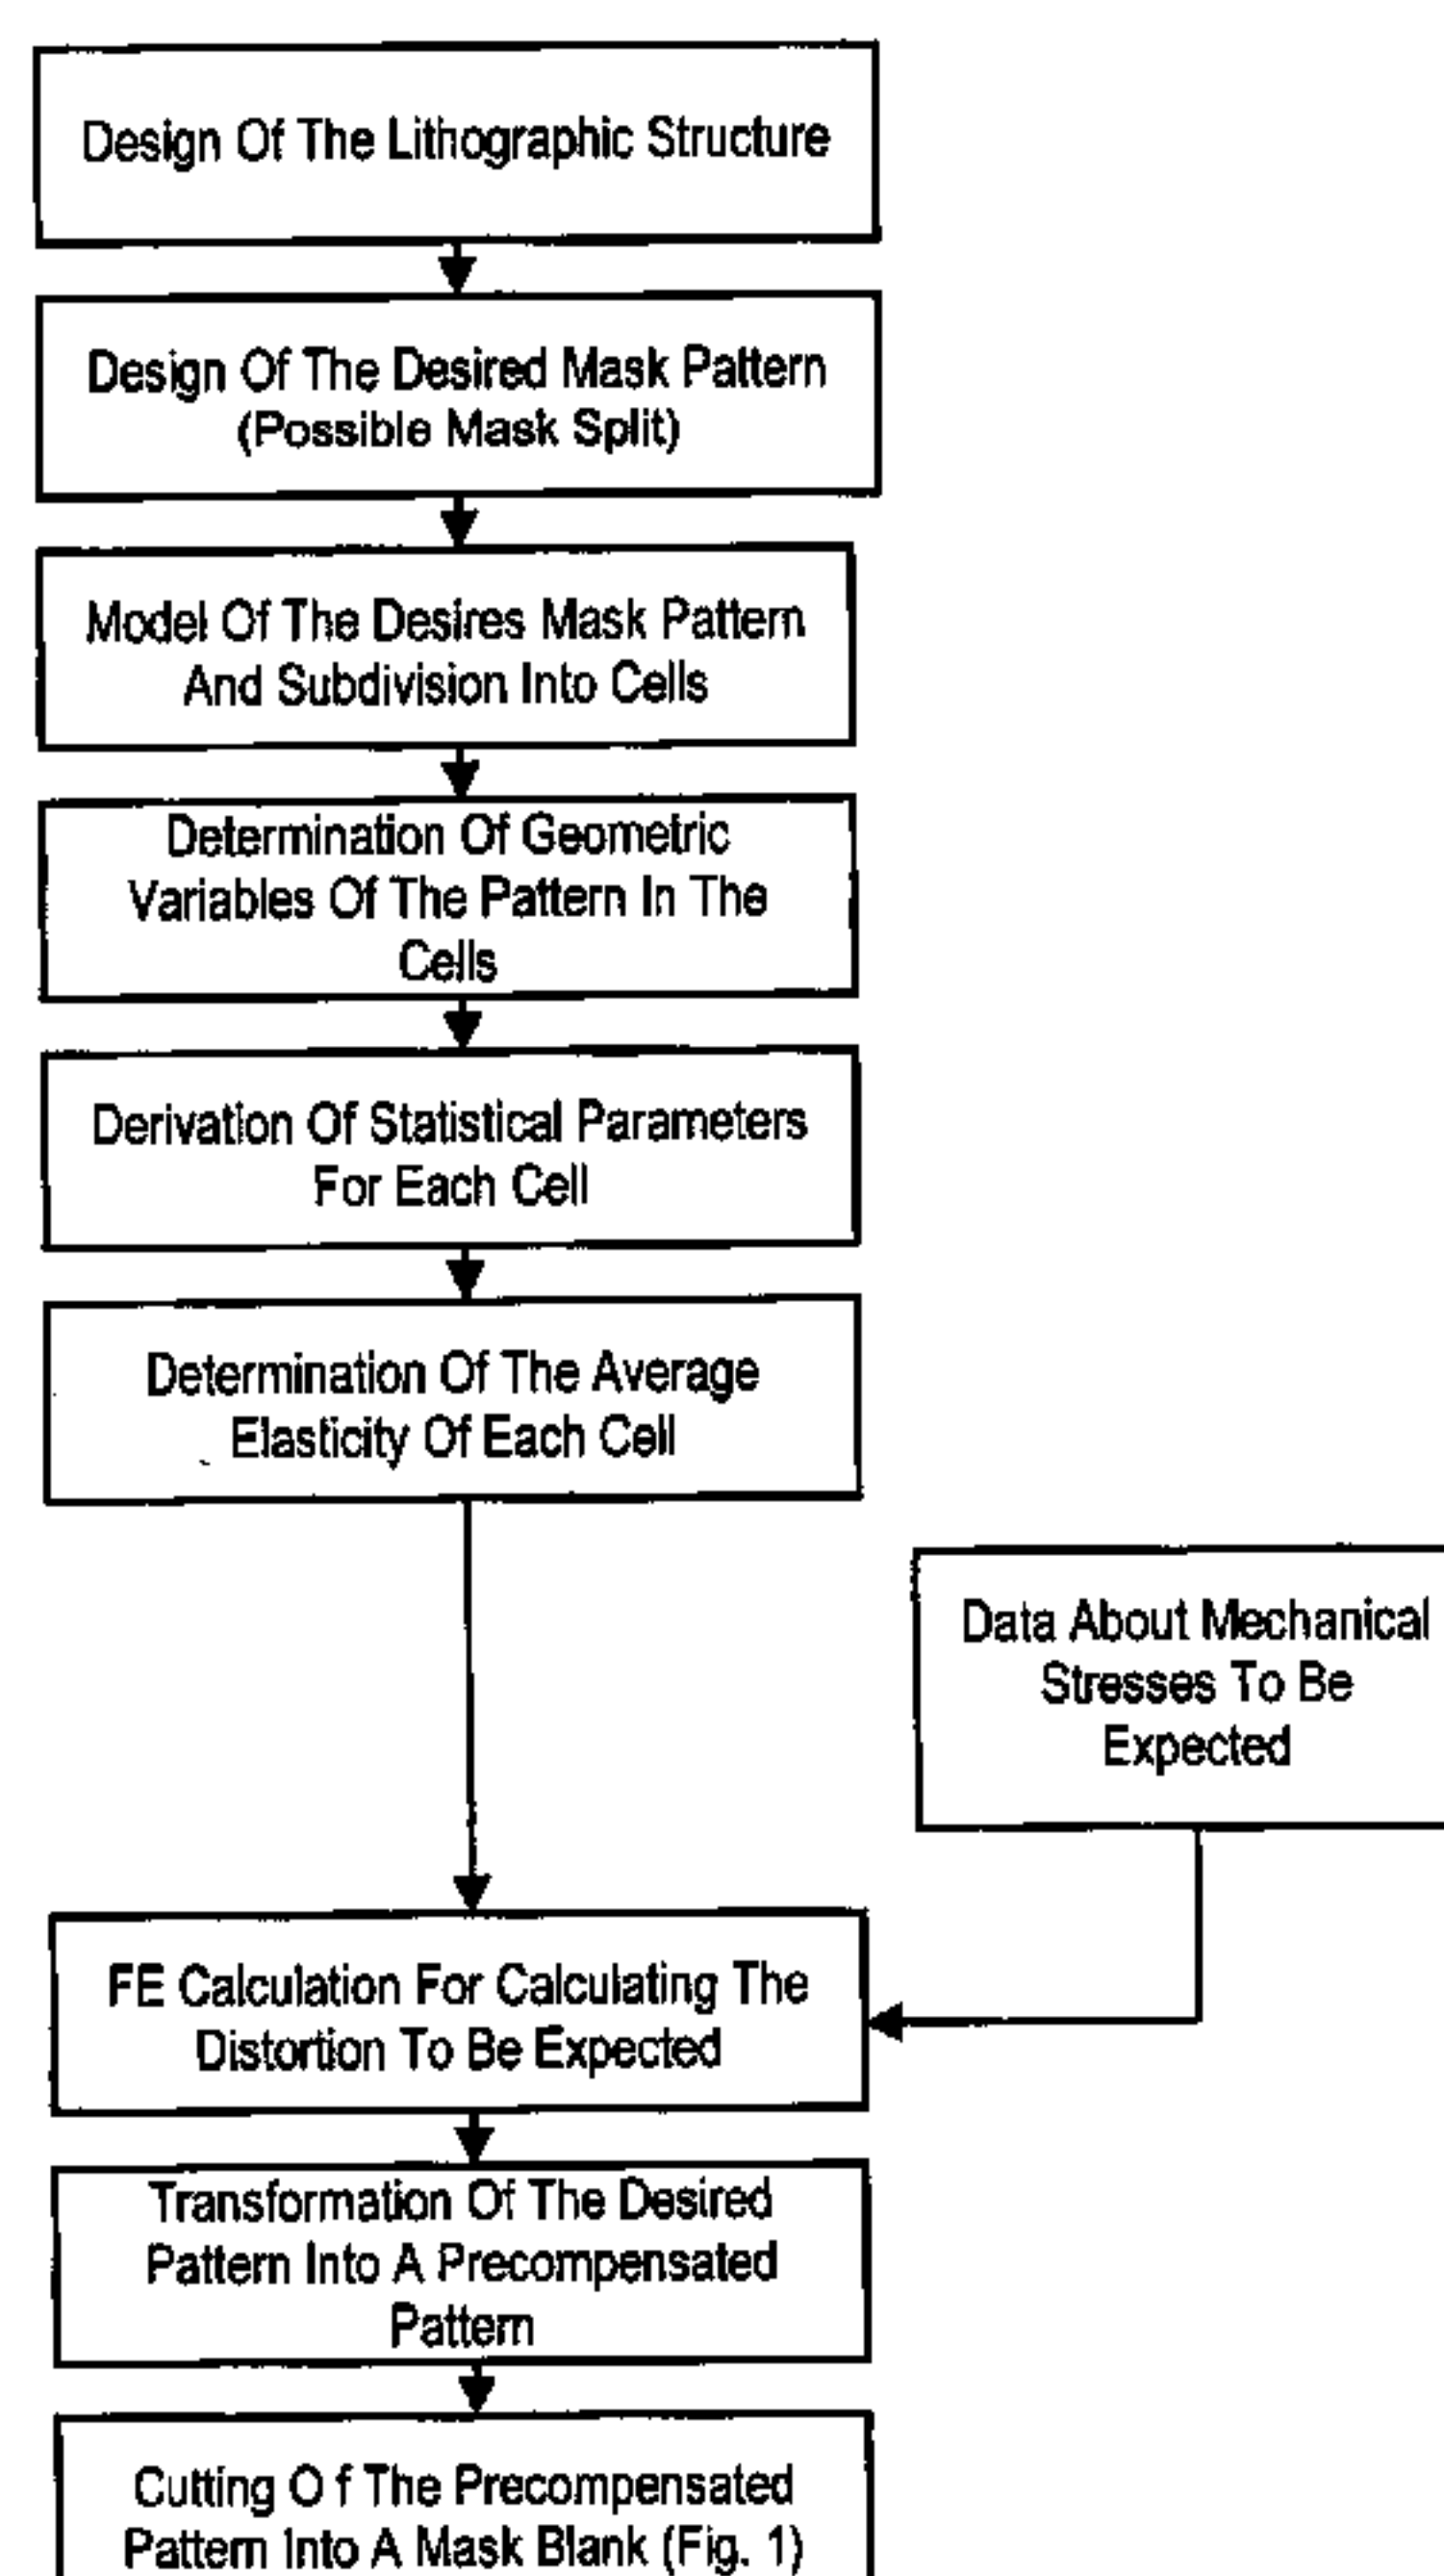 Design Of The Lithographic Structure
Design Of The Desired Mask Pattern
(Possible Mask Split)
Model Of The Desires Mask Pattern
And Subdivision Into Cells
Determination Of Geometric
Variables Of The Pattern In The
Cells
Derivation Of Statistical Parameters
For Each Cell
Determination Of The Average
Elasticity Of Each Cell
Data About Mechanical
Stresses To Be
Expected
FE Calculation For Calculating The
Distortion To Be Expected
Transformation Of The Desired
Pattern Into A Precompensated
Pattern
Cutting O f The Precompensated
Pattern Into A Mask Blank (Fig. 1)